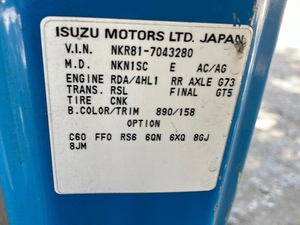 ISUZU MOTORS LTD. JAPAN
V.I.N. NKR81-7043280
M.D. NKN1SC E AC/AG
ENGINE RDA/4HL1 RR AXLE G73
TRANS. RSL FINAL GT5
TIRE CNK
B.COLOR/TRIM 890/158
OPTION
C60 FF0 RS6 6QN 6XQ 8GJ
8JM